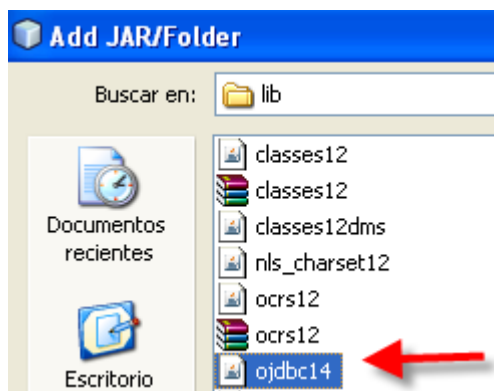 Add JAR/Folder
Buscar en:
lib
Documentos
recientes
Escritorio
classes12
classes12
classes12dms
nls_charset12
ocrs12
ocrs12
ojdbc14